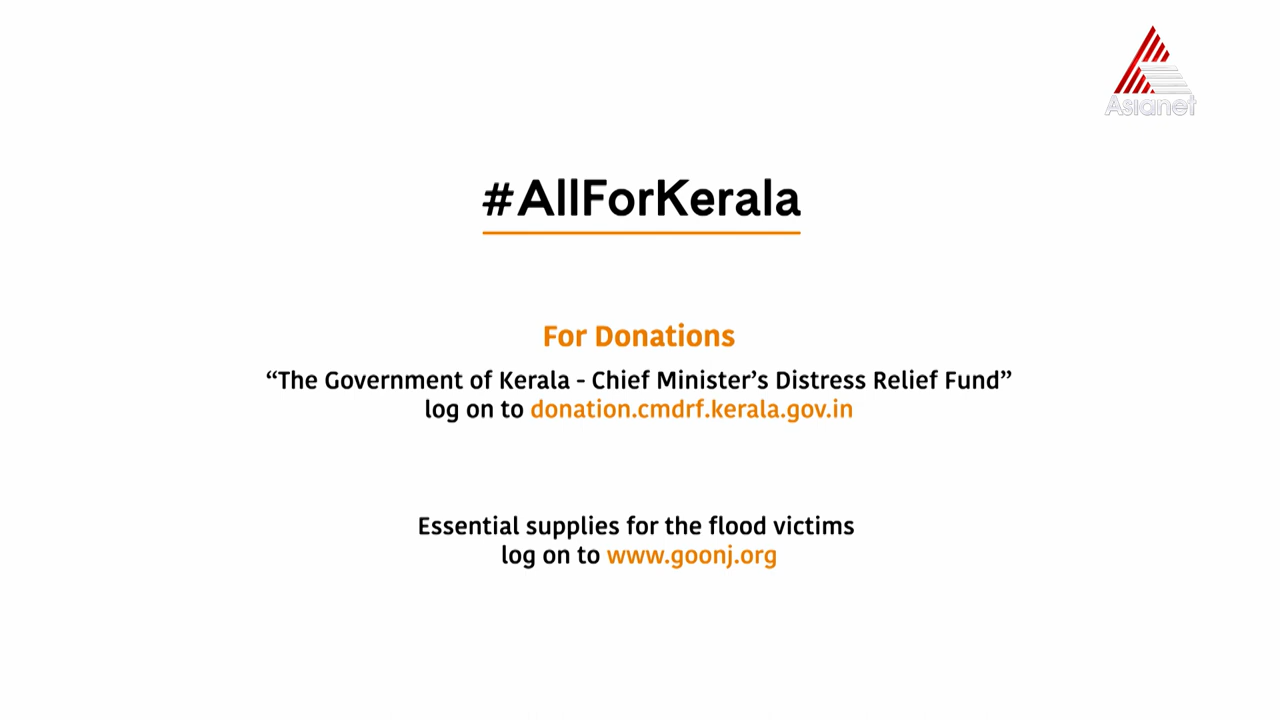 Asianet
#AllForKerala
For Donations
“The Government of Kerala - Chief Minister’s Distress Relief Fund”
log on to donation.cmdrf.kerala.gov.in
Essential supplies for the flood victims
log on to www.goonj.org